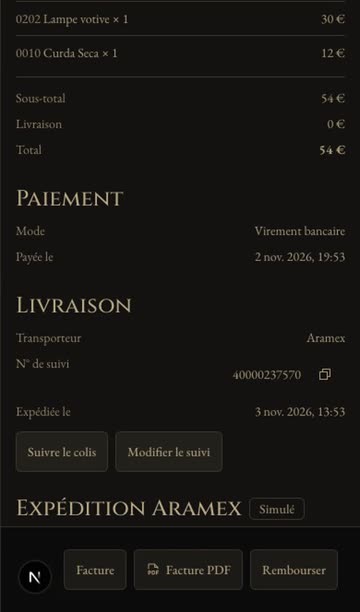 0202 Lampe votive × 1 30 €
0010 Curda Seca × 1 12 €
Sous-total 54 €
Livraison 0 €
Total 54 €
PAIEMENT
Mode Virement bancaire
Payée le 2 nov. 2026, 19:53
LIVRAISON
Transporteur Aramex
N° de suivi 40000237570
Expédiée le 3 nov. 2026, 13:53
Suivre le colis Modifier le suivi
EXPÉDITION ARAMEX Simulé
N Facture PDF Facture PDF Rembourser